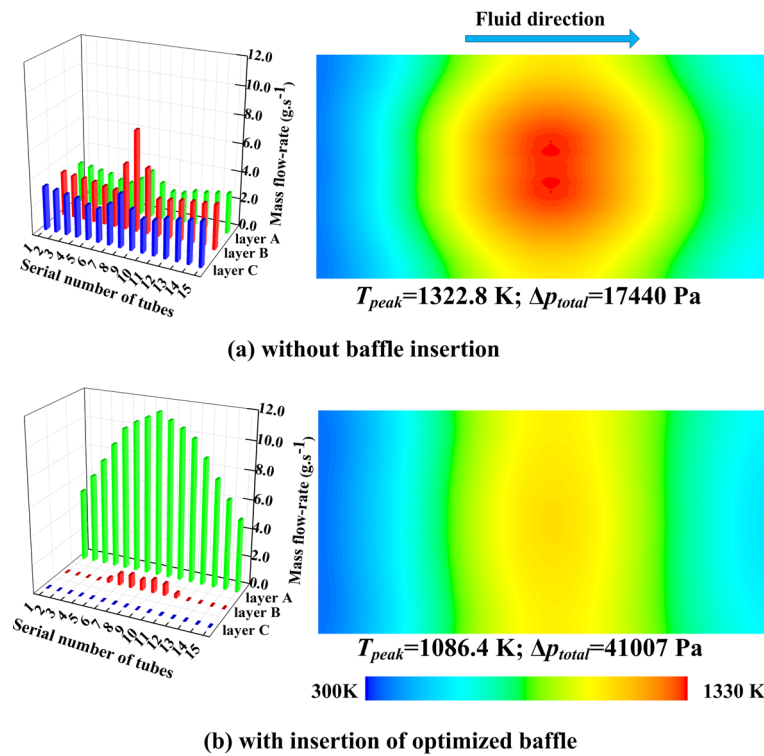 Fluid direction
12.0
10.0
8.0
6.0
4.0
2.0
0.0
Mass flow-rate (g.s-1)
layer A
layer B
layer C
1
2
3
4
5
6
7
8
9
10
11
12
13
14
15
Serial number of tubes
Tpeak=1322.8 K; Δptotal=17440 Pa
(a) without baffle insertion
12.0
10.0
8.0
6.0
4.0
2.0
0.0
Mass flow-rate (g.s-1)
layer A
layer B
layer C
1
2
3
4
5
6
7
8
9
10
11
12
13
14
15
Serial number of tubes
Tpeak=1086.4 K; Δptotal=41007 Pa
300K 1330 K
(b) with insertion of optimized baffle